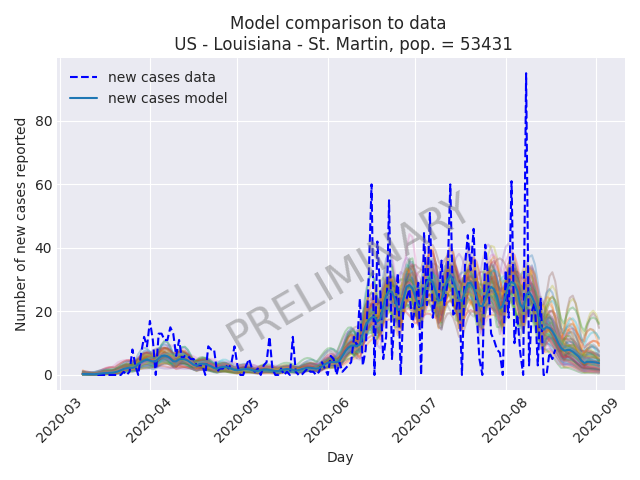 Model comparison to data
US - Louisiana - St. Martin, pop. = 53431
new cases data
new cases model
PRELIMINARY
Number of new cases reported
80
60
40
20
0
2020-03
2020-04
2020-05
2020-06
2020-07
2020-08
2020-09
Day